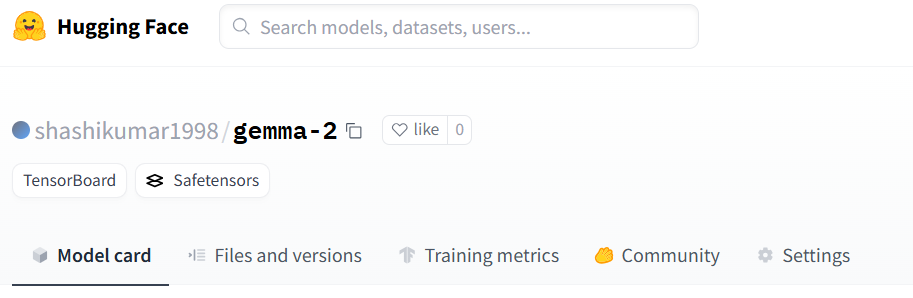 Hugging Face Search models, datasets, users...
shashikumar1998/gemma-2 like 0
TensorBoard Safetensors
Model card Files and versions Training metrics Community Settings